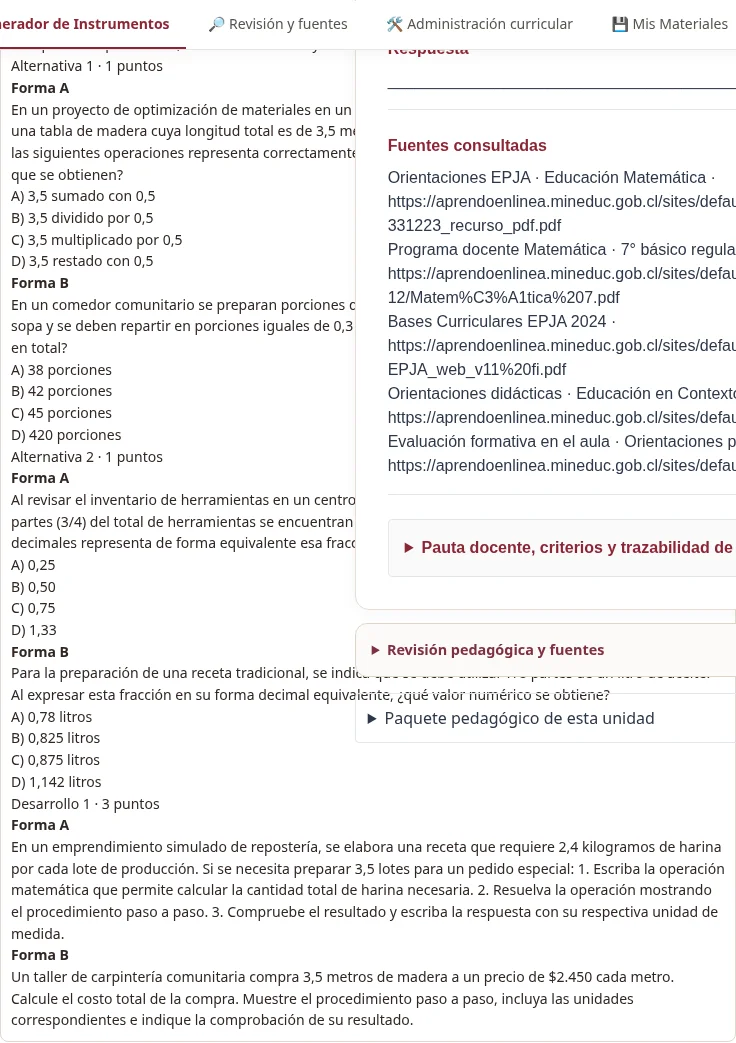 nerador de Instrumentos
🔎 Revisión y fuentes
🛠️ Administración curricular
💾 Mis Materiales
Alternativa 1 · 1 puntos
Forma A
En un proyecto de optimización de materiales en un
una tabla de madera cuya longitud total es de 3,5
las siguientes operaciones representa correctamente
que se obtienen?
A) 3,5 sumado con 0,5
B) 3,5 dividido por 0,5
C) 3,5 multiplicado por 0,5
D) 3,5 restado con 0,5
Forma B
En un comedor comunitario se preparan porciones
sopa y se deben repartir en porciones iguales de 0,3
en total?
A) 38 porciones
B) 42 porciones
C) 45 porciones
D) 420 porciones
Alternativa 2 · 1 puntos
Forma A
Al revisar el inventario de herramientas en un centro
partes (3/4) del total de herramientas se encuentran
decimales representa de forma equivalente esa
A) 0,25
B) 0,50
C) 0,75
D) 1,33
Forma B
Para la preparación de una receta tradicional, se
Al expresar esta fracción en su forma decimal equivalente, ¿qué valor numérico se obtiene?
A) 0,78 litros
B) 0,825 litros
C) 0,875 litros
D) 1,142 litros
Desarrollo 1 · 3 puntos
Forma A
En un emprendimiento simulado de repostería, se elabora una receta que requiere 2,4 kilogramos de harina
por cada lote de producción. Si se necesita preparar 3,5 lotes para un pedido especial: 1. Escriba la operación
matemática que permite calcular la cantidad total de harina necesaria. 2. Resuelva la operación mostrando
el procedimiento paso a paso. 3. Compruebe el resultado y escriba la respuesta con su respectiva unidad de
medida.
Forma B
Un taller de carpintería comunitaria compra 3,5 metros de madera a un precio de $2.450 cada metro.
Calcule el costo total de la compra. Muestre el procedimiento paso a paso, incluya las unidades
correspondientes e indique la comprobación de su resultado.
Respuesta
Fuentes consultadas
Orientaciones EPJA · Educación Matemática ·
https://aprendoenlinea.mineduc.gob.cl/sites/defau
331223_recurso_pdf.pdf
Programa docente Matemática · 7° básico regula
https://aprendoenlinea.mineduc.gob.cl/sites/defau
12/Matem%C3%A1tica%207.pdf
Bases Curriculares EPJA 2024 ·
https://aprendoenlinea.mineduc.gob.cl/sites/defau
EPJA_web_v11%20fi.pdf
Orientaciones didácticas · Educación en Contexto
https://aprendoenlinea.mineduc.gob.cl/sites/defau
Evaluación formativa en el aula · Orientaciones p
https://aprendoenlinea.mineduc.gob.cl/sites/defau
▶ Pauta docente, criterios y trazabilidad de
▶ Revisión pedagógica y fuentes
▶ Paquete pedagógico de esta unidad